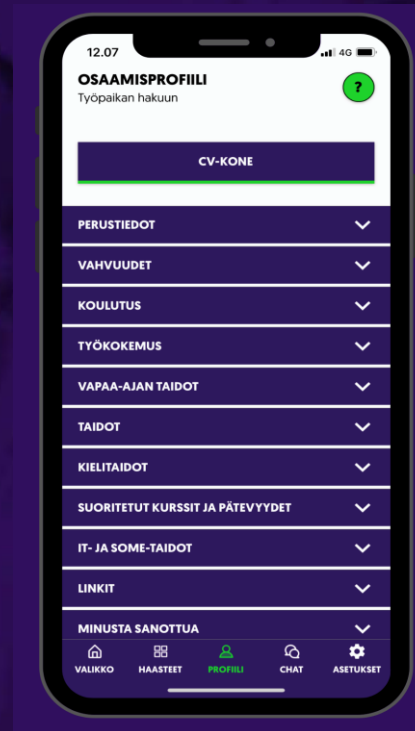 12.07
4G
OSAAMISPROFIILI
Työpaikan hakuun
?
CV-KONE
PERUSTIEDOT
VAHVUUDET
KOULUTUS
TYÖKOKEMUS
VAPAA-AJAN TAIDOT
TAIDOT
KIELITAIDOT
SUORITETUT KURSSIT JA PÄTEVYYDET
IT- JA SOME-TAIDOT
LINKIT
MINUSTA SANOTTUA
VALIKKO HAASTEET PROFIILI CHAT ASETUKSET